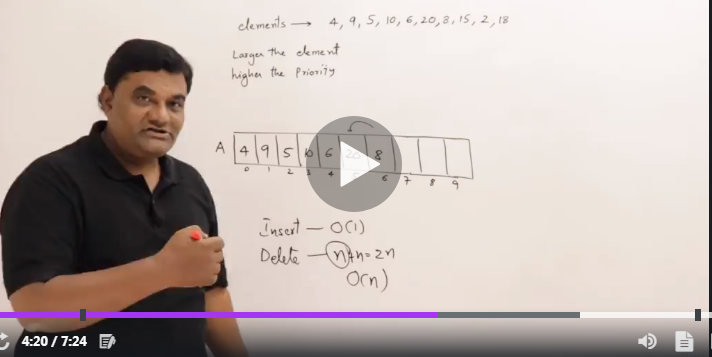 elements → 4, 9, 5, 10, 6, 20, 8, 15, 2, 18
Larger the element
higher the Priority
A 4 9 5 10 6 20 8
0 1 2 3 4 5 6 7 8 9
Insert — O(1)
Delete — n+n=2n
O(n)
4:20 / 7:24